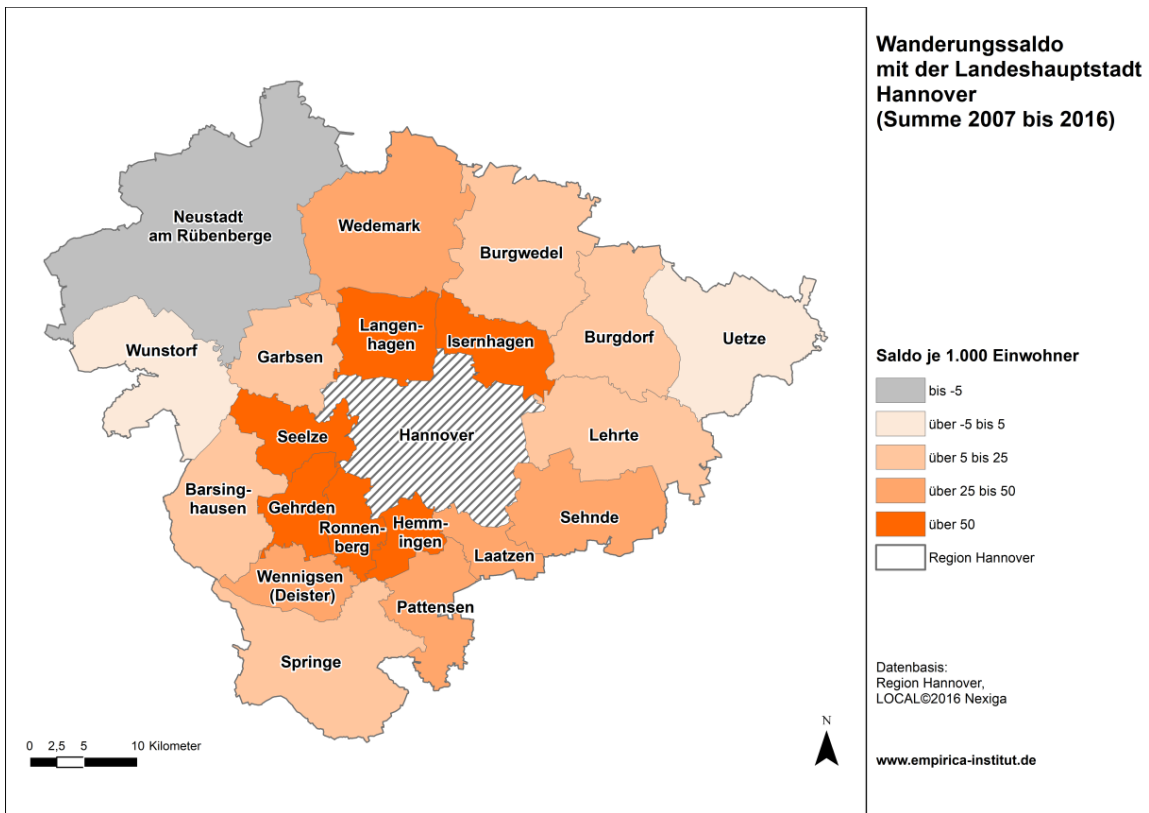 Wanderungssaldo
mit der Landeshauptstadt
Hannover
(Summe 2007 bis 2016)
Neustadt
am Rübenberge
Wedemark
Burgwedel
Langen-
hagen
Isernhagen
Burgdorf
Uetze
Wunstorf
Garbsen
Seelze
Hannover
Lehrte
Barsing-
hausen
Gehrden
Ronnen-
berg
Hemm-
ingen
Sehnde
Laatzen
Wennigsen
(Deister)
Pattensen
Springe
Saldo je 1.000 Einwohner
bis -5
über -5 bis 5
über 5 bis 25
über 25 bis 50
über 50
Region Hannover
Datenbasis:
Region Hannover,
LOCAL©2016 Nexiga
www.empirica-institut.de
0 2,5 5 10 Kilometer
N